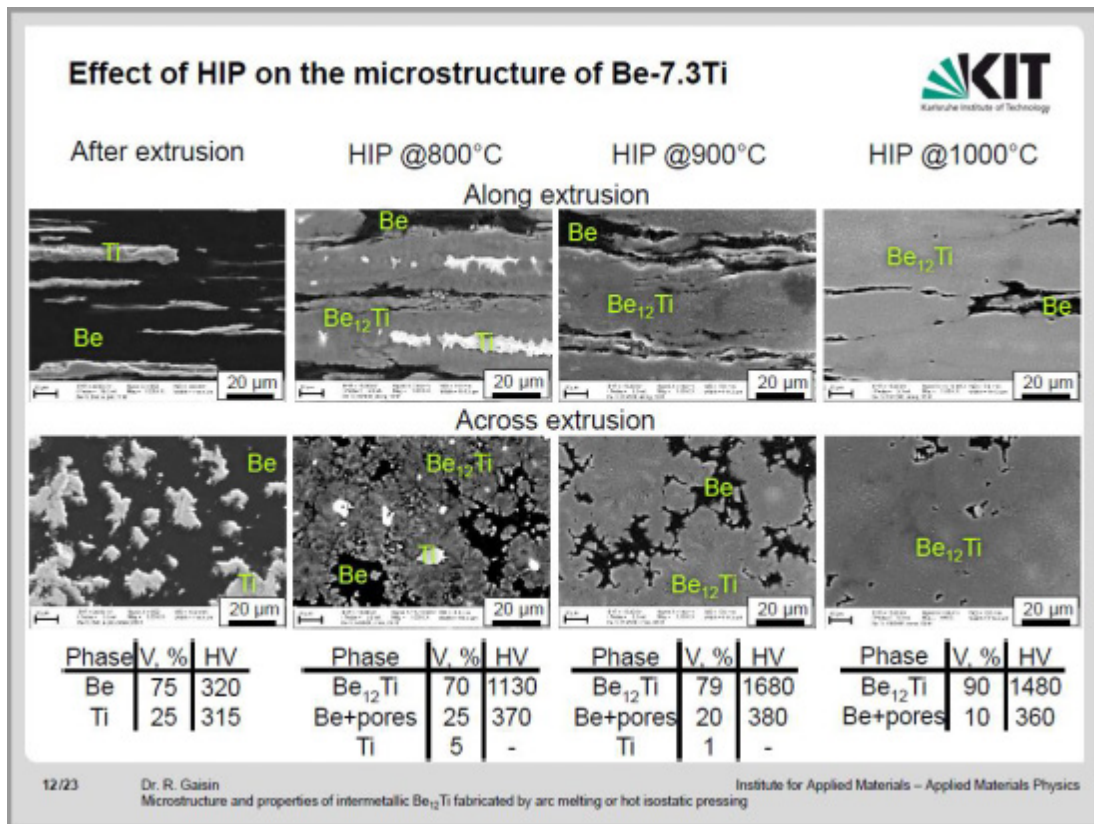 Effect of HIP on the microstructure of Be-7.3Ti
KIT
Karlsruhe Institute of Technology
After extrusion
HIP @800°C
HIP @900°C
HIP @1000°C
Along extrusion
Ti
Be
20 µm
Be
Be₁₂Ti
Ti
20 µm
Be
Be₁₂Ti
20 µm
Be₁₂Ti
Be
20 µm
Across extrusion
Be
Ti
20 µm
Be₁₂Ti
Ti
Be
20 µm
Be
Be₁₂Ti
20 µm
Be₁₂Ti
20 µm
Phase V, % HV
Be 75 320
Ti 25 315
Phase V, % HV
Be₁₂Ti 70 1130
Be+pores 25 370
Ti 5 -
Phase V, % HV
Be₁₂Ti 79 1680
Be+pores 20 380
Ti 1 -
Phase V, % HV
Be₁₂Ti 90 1480
Be+pores 10 360
12/23
Dr. R. Gaisin
Microstructure and properties of intermetallic Be₁₂Ti fabricated by arc melting or hot isostatic pressing
Institute for Applied Materials – Applied Materials Physics